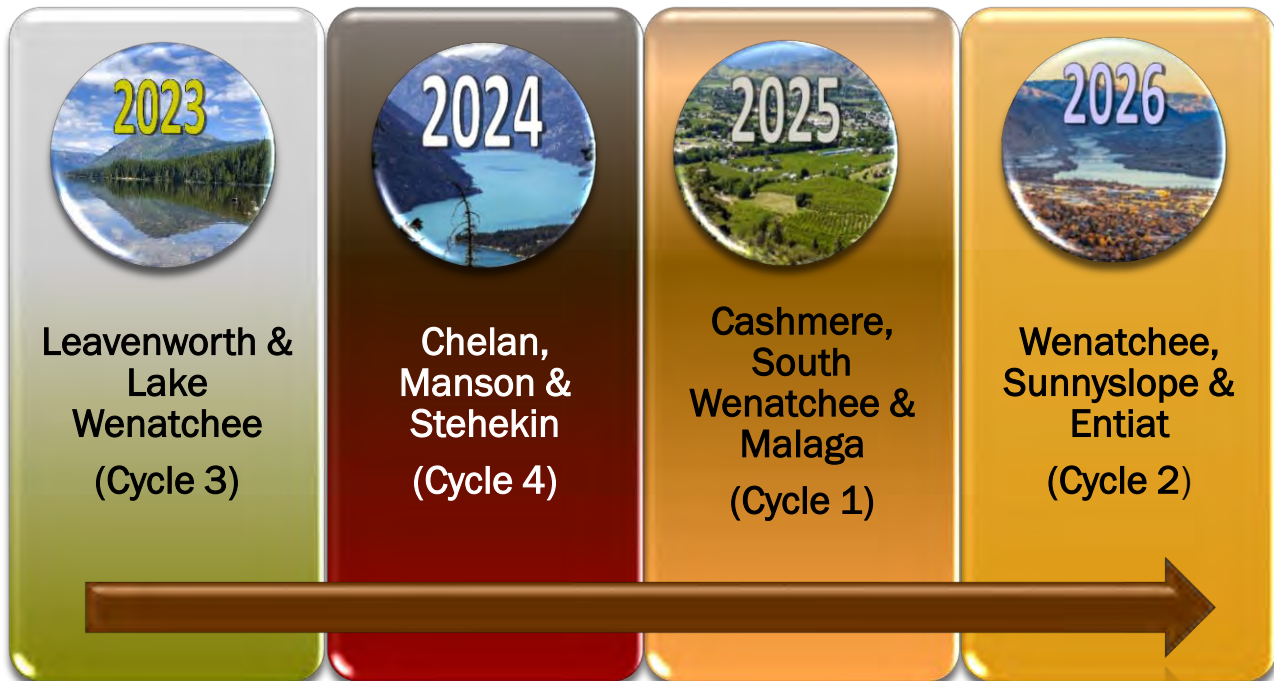 2023
Leavenworth &
Lake
Wenatchee
(Cycle 3)
2024
Chelan,
Manson &
Stehekin
(Cycle 4)
2025
Cashmere,
South
Wenatchee &
Malaga
(Cycle 1)
2026
Wenatchee,
Sunnyslope &
Entiat
(Cycle 2)